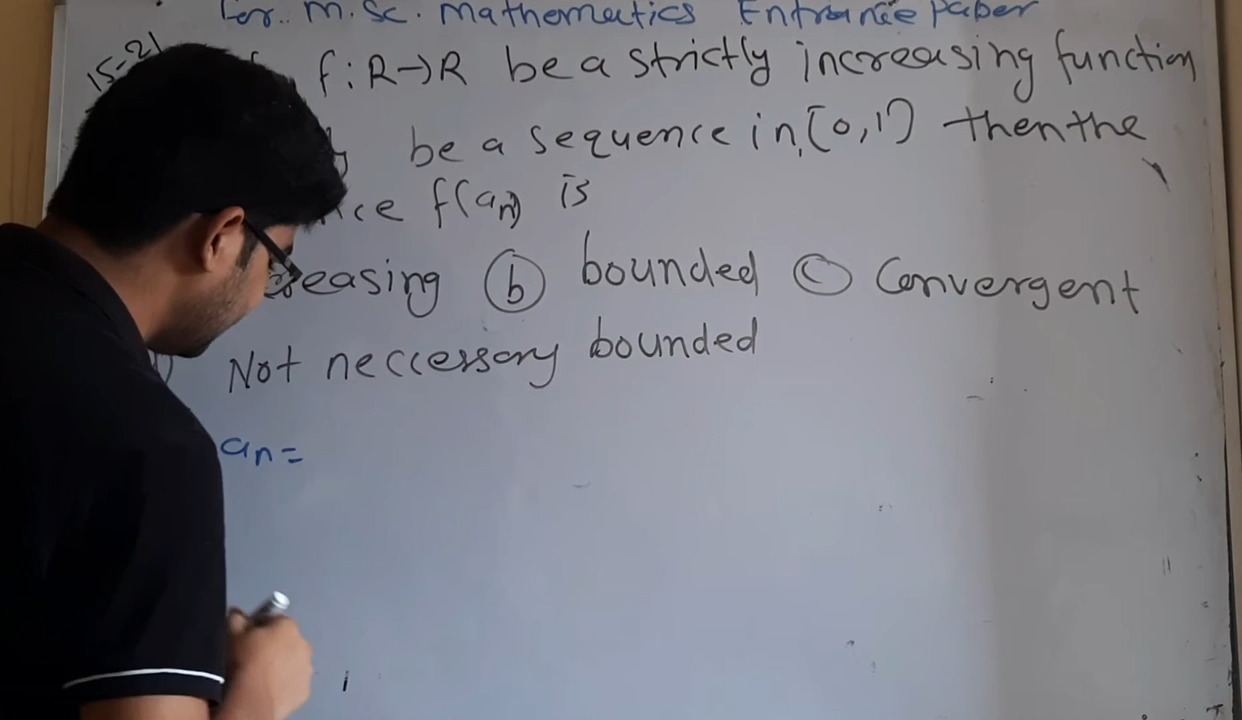 For.. M.Sc. Mathematics Entrance Paper
15-21
f: R→R be a strictly increasing function
be a sequence in [0,1] then the
f(an) is
easing (b) bounded (c) Convergent
Not neccessary bounded
an =